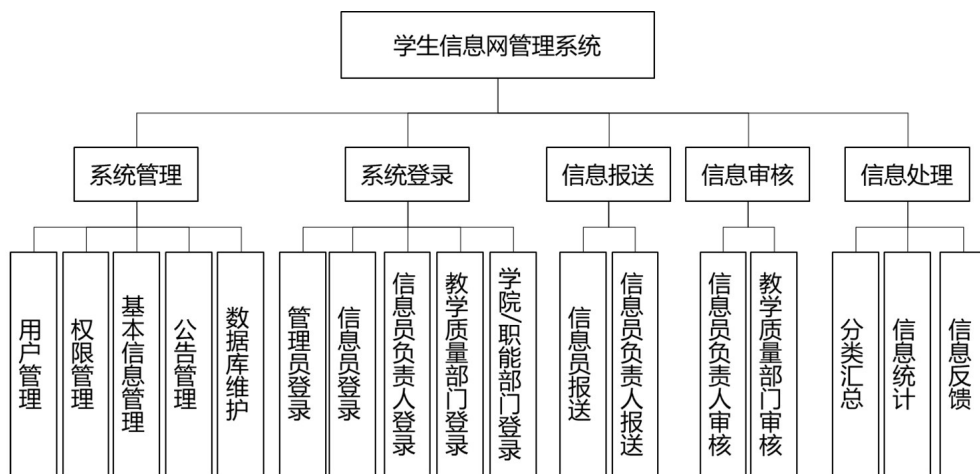 学生信息网管理系统
系统管理
系统登录
信息报送
信息审核
信息处理
用户管理
权限管理
基本信息管理
公告管理
数据库维护
管理员登录
信息员登录
信息员负责人登录
教学质量部门登录
学院/职能部门登录
信息员报送
信息员负责人报送
信息员负责人审核
教学质量部门审核
分类汇总
信息统计
信息反馈